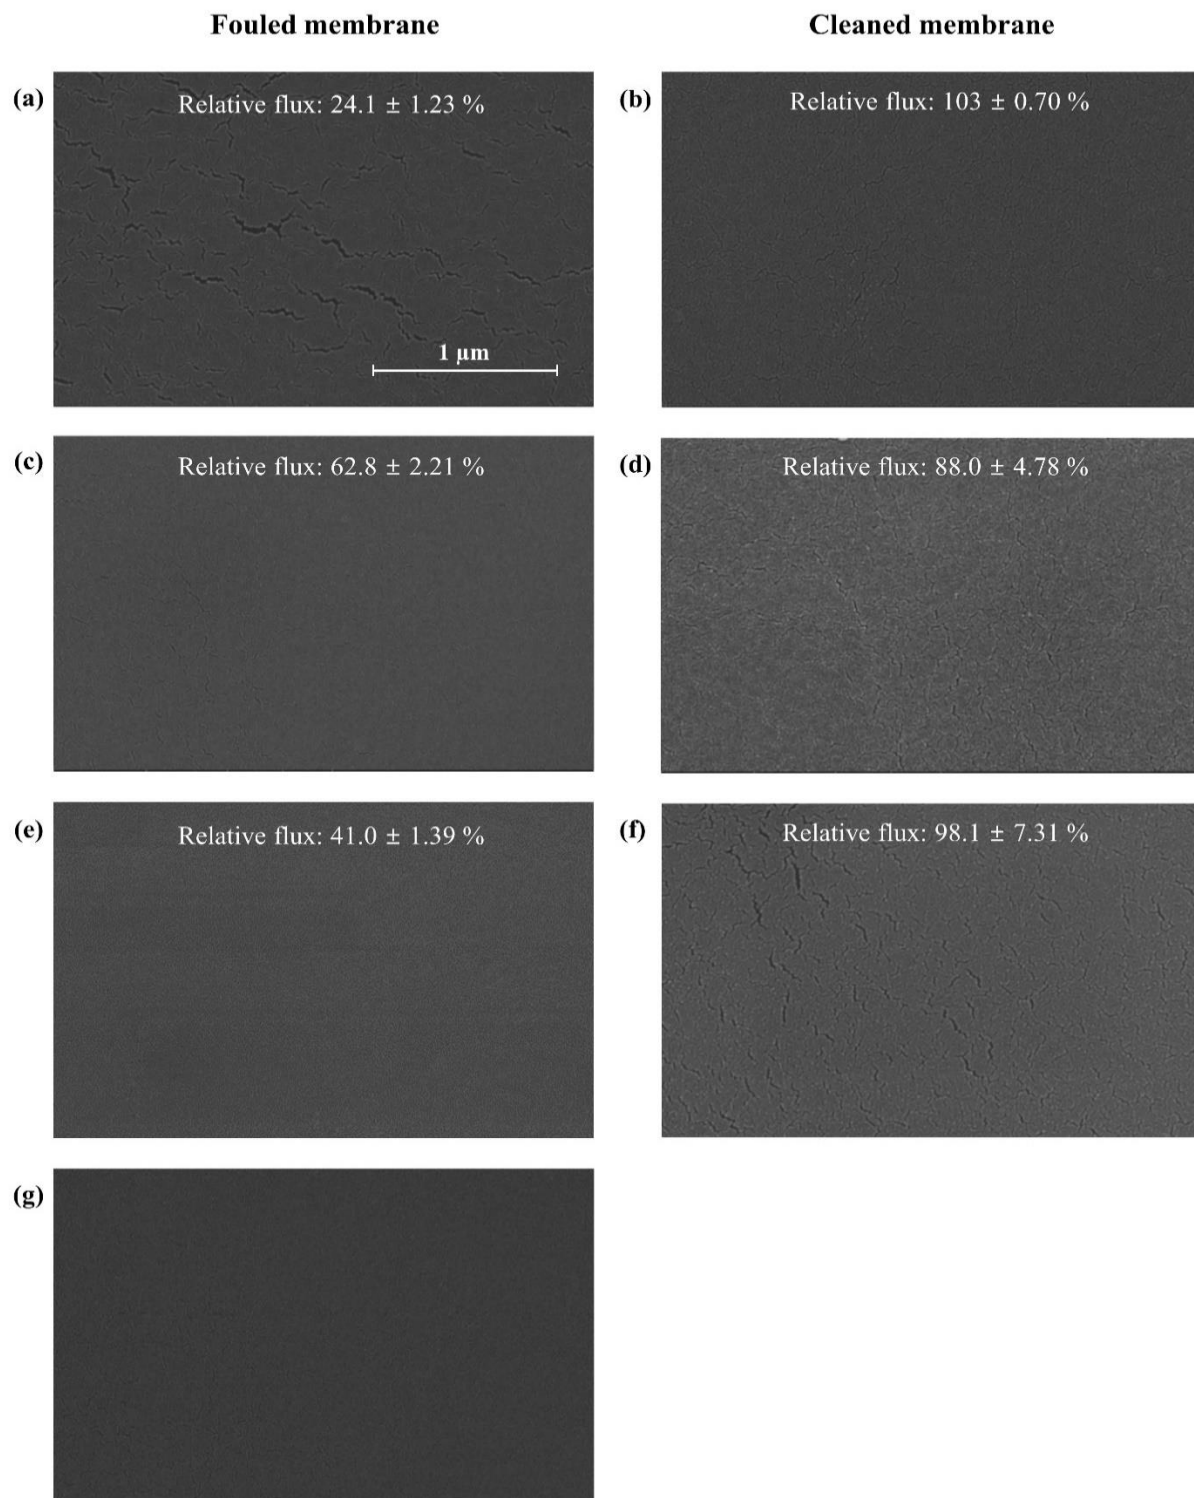 Fouled membrane
Cleaned membrane
(a)
Relative flux: 24.1 ± 1.23 %
1 μm
(b)
Relative flux: 103 ± 0.70 %
(c)
Relative flux: 62.8 ± 2.21 %
(d)
Relative flux: 88.0 ± 4.78 %
(e)
Relative flux: 41.0 ± 1.39 %
(f)
Relative flux: 98.1 ± 7.31 %
(g)